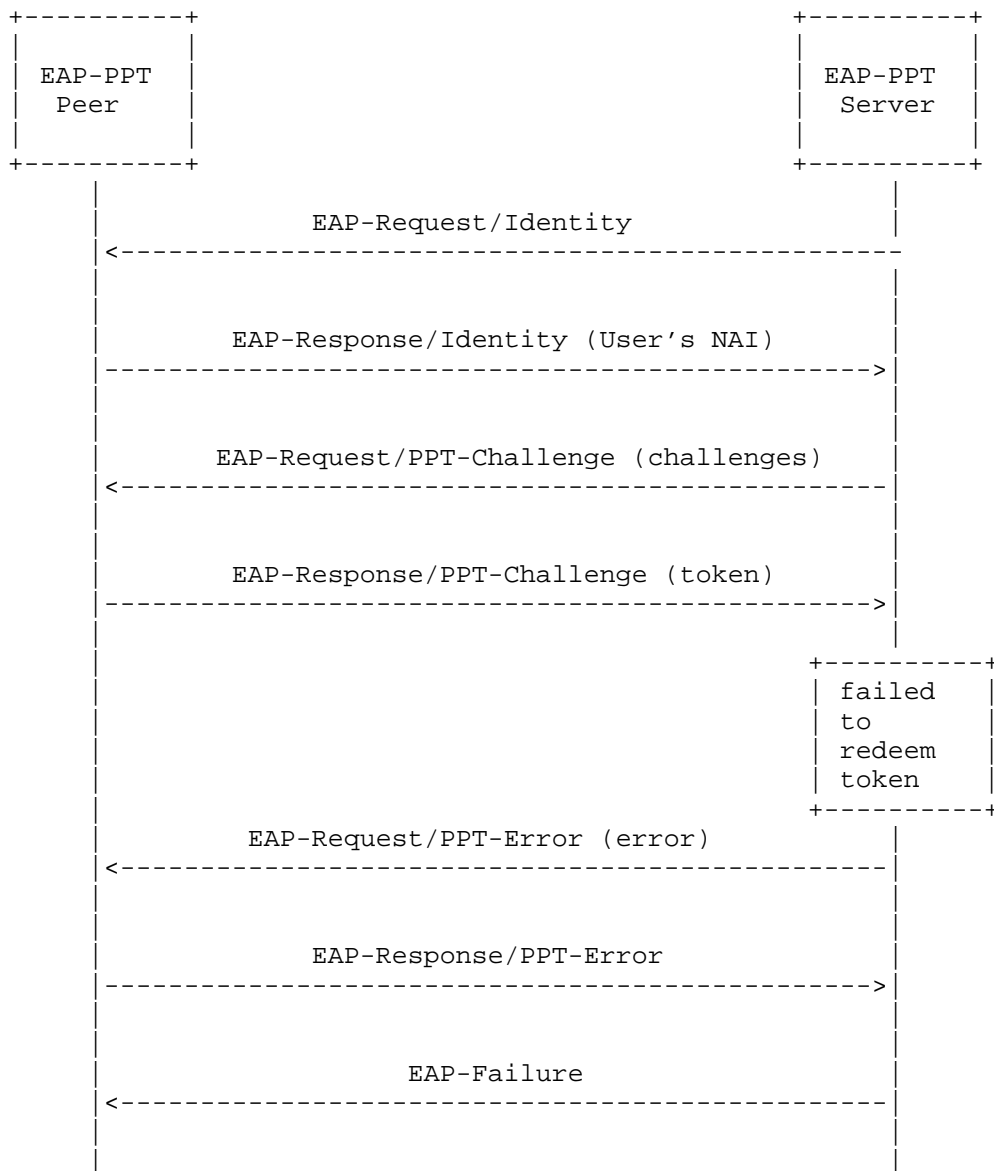 EAP-PPT EAP-PPT
Peer Server
EAP-Request/Identity
EAP-Response/Identity (User's NAI)
EAP-Request/PPT-Challenge (challenges)
EAP-Response/PPT-Challenge (token)
failed
to
redeem
token
EAP-Request/PPT-Error (error)
EAP-Response/PPT-Error
EAP-Failure